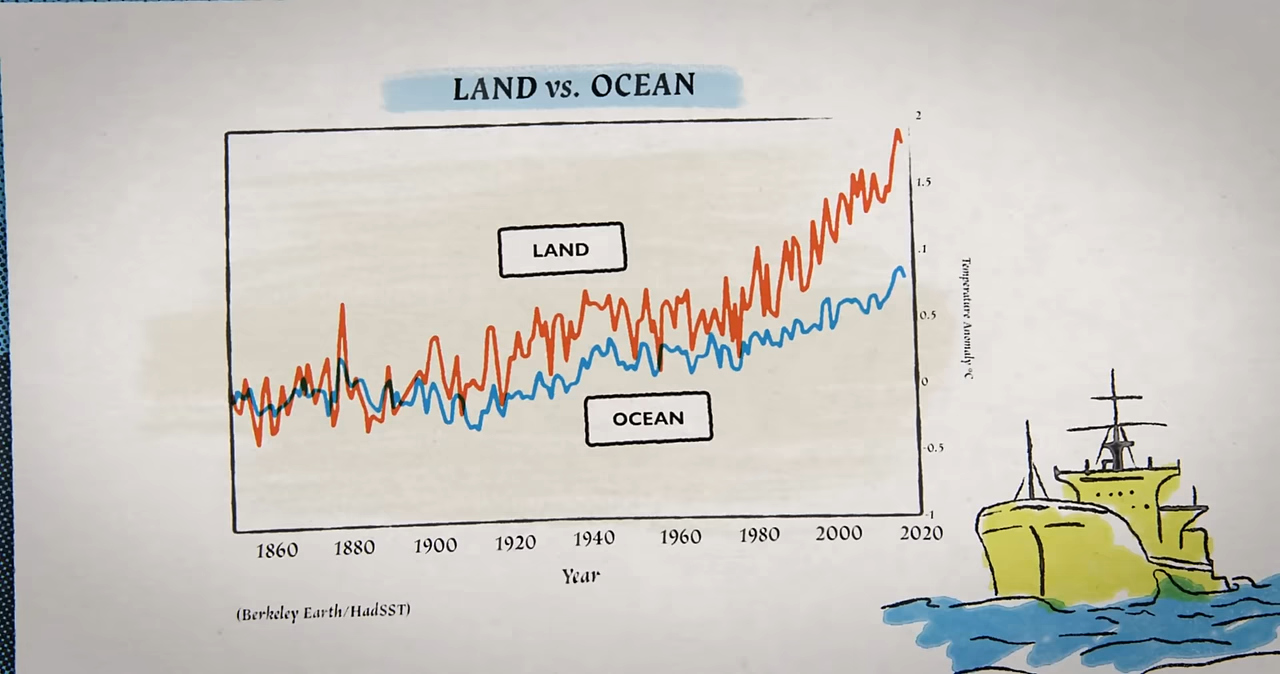 LAND vs. OCEAN
2
1.5
.1
0.5
0
-0.5
-1
Temperature Anomaly °C
LAND
OCEAN
1860 1880 1900 1920 1940 1960 1980 2000 2020
Year
(Berkeley Earth/HadSST)